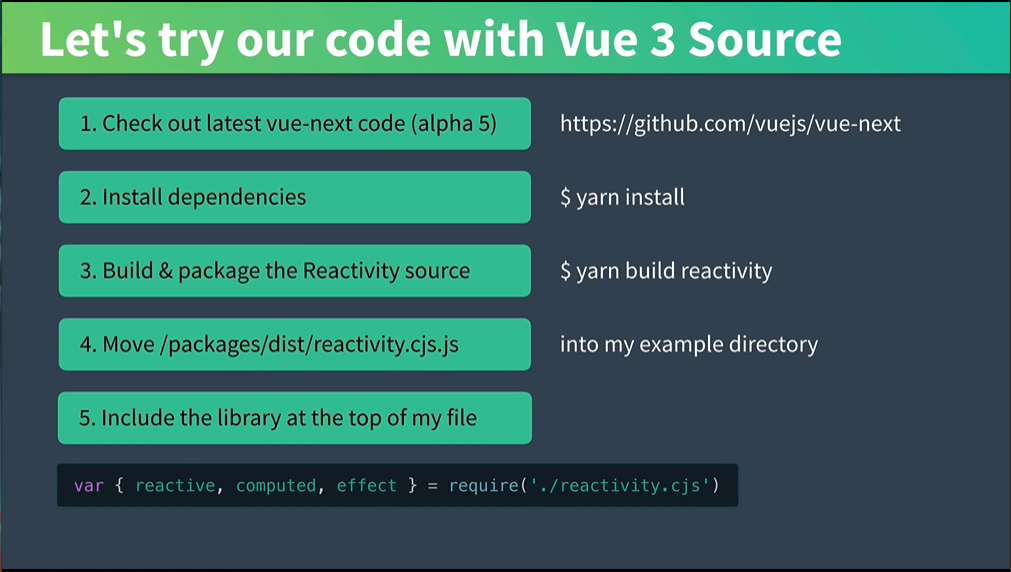 Let's try our code with Vue 3 Source
1. Check out latest vue-next code (alpha 5)
https://github.com/vuejs/vue-next
2. Install dependencies
$ yarn install
3. Build & package the Reactivity source
$ yarn build reactivity
4. Move /packages/dist/reactivity.cjs.js
into my example directory
5. Include the library at the top of my file
var { reactive, computed, effect } = require('./reactivity.cjs')